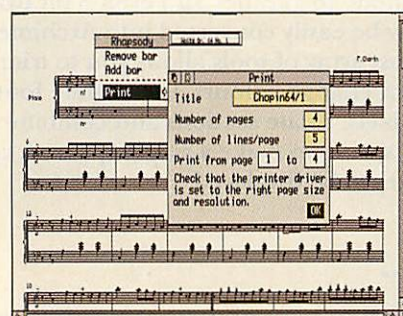 Rhapsody
Remove bar
Add bar
Print
Print
Title Chopin64/1
Number of pages 4
Number of lines/page 5
Print from page 1 to 4
Check that the printer driver
is set to the right page size
and resolution.
OK